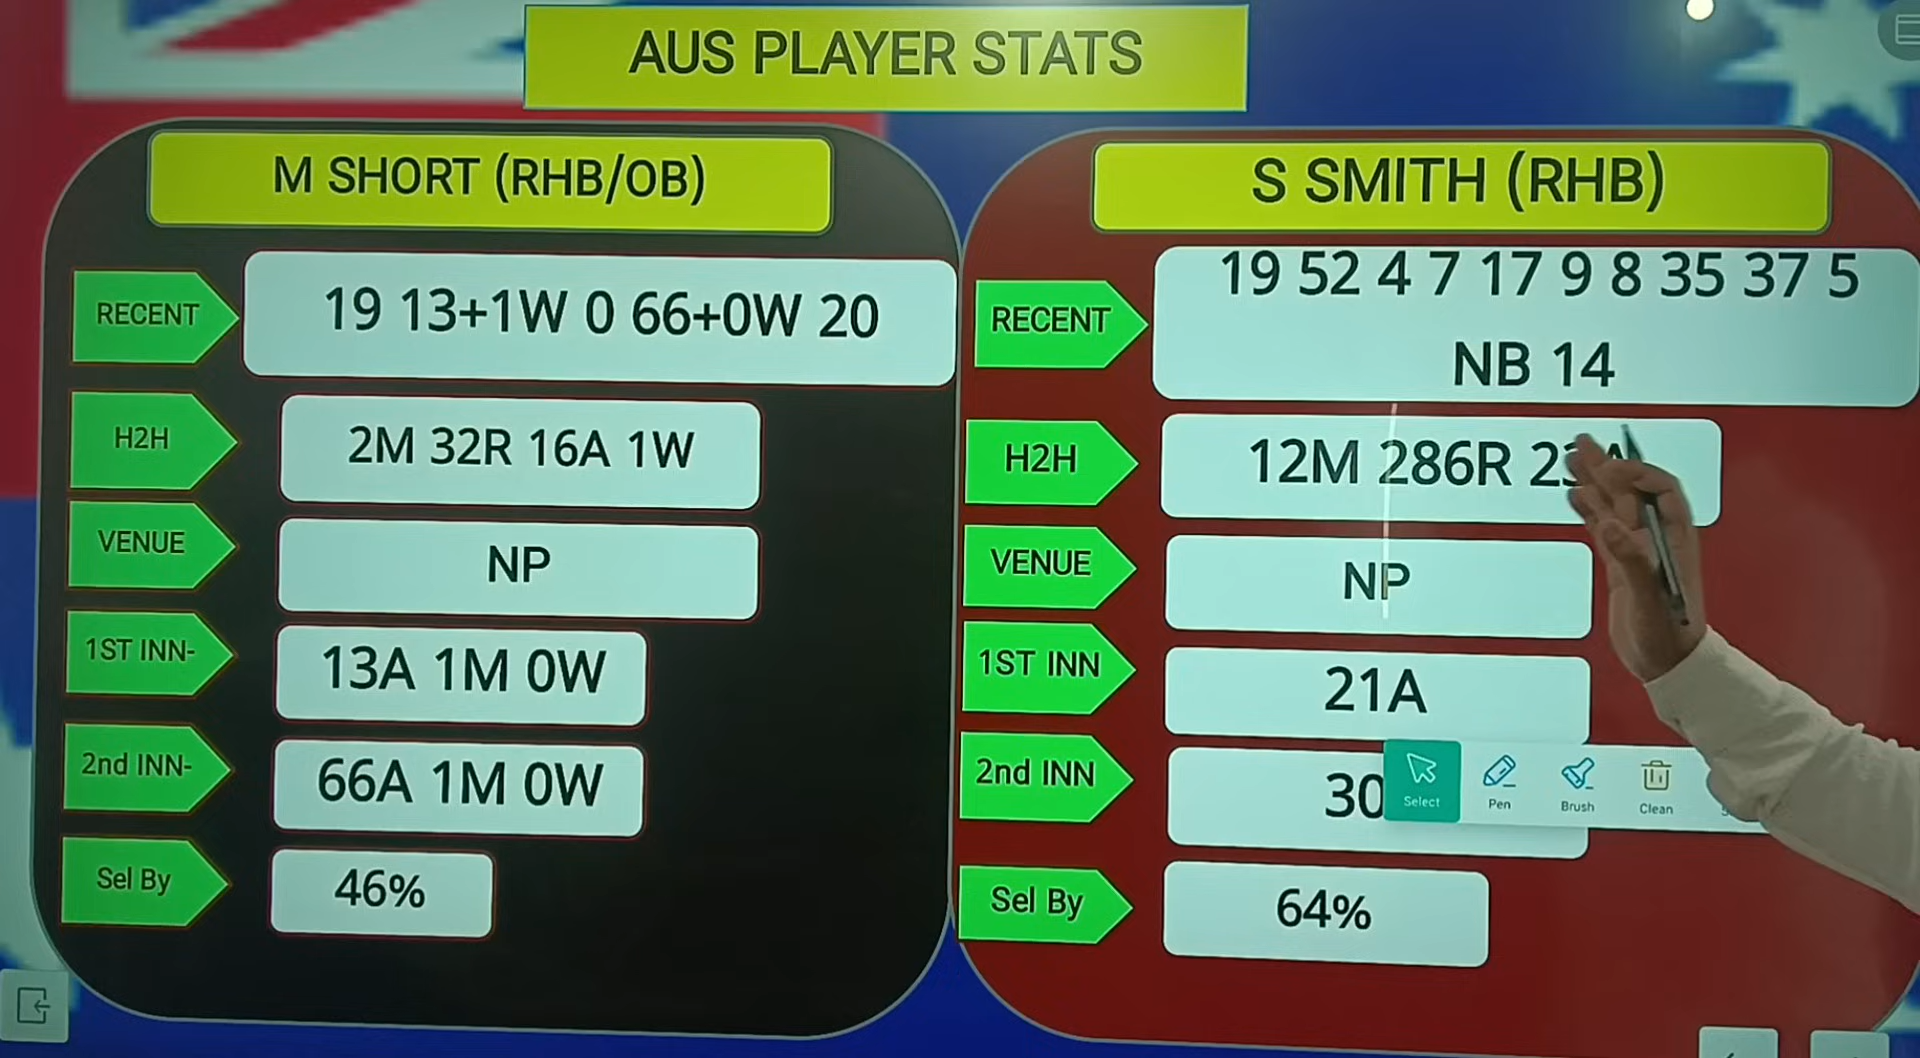 AUS PLAYER STATS
M SHORT (RHB/OB)
RECENT
19 13+1W 0 66+0W 20
H2H
2M 32R 16A 1W
VENUE
NP
1ST INN-
13A 1M 0W
2nd INN-
66A 1M 0W
Sel By
46%
S SMITH (RHB)
RECENT
19 52 4 7 17 9 8 35 37 5
NB 14
H2H
12M 286R
VENUE
NP
1ST INN
21A
2nd INN
30
Sel By
64%
Select
Pen
Brush
Clean